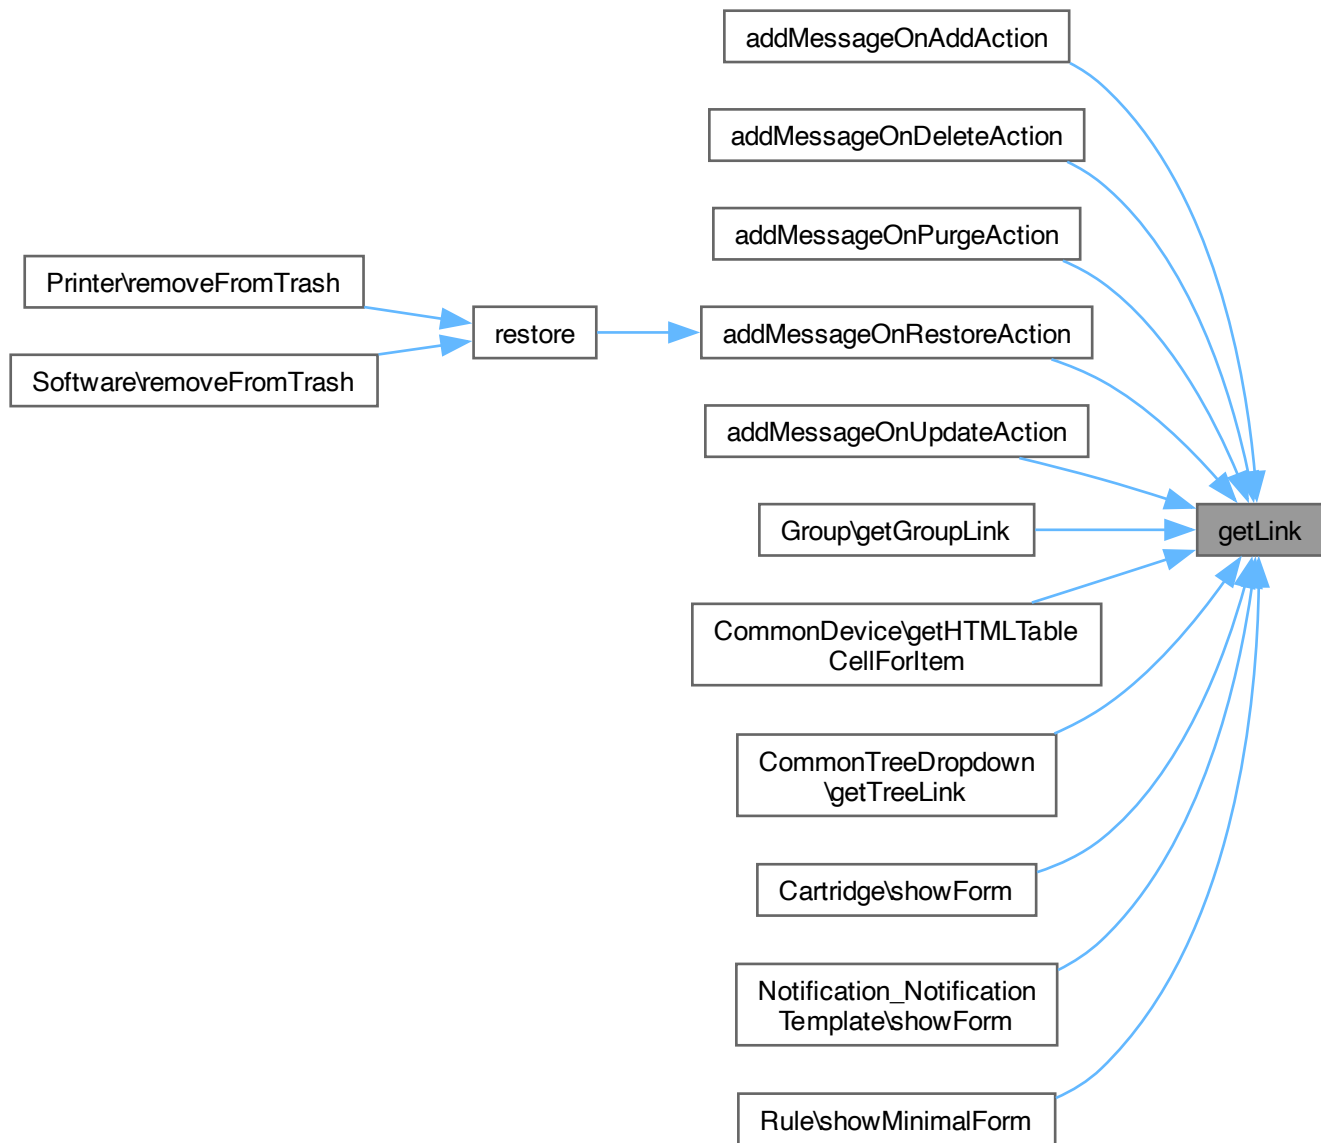 addMessageOnAddAction
addMessageOnDeleteAction
addMessageOnPurgeAction
Printer\removeFromTrash
restore
addMessageOnRestoreAction
Software\removeFromTrash
addMessageOnUpdateAction
Group\getGroupLink
getLink
CommonDevice\getHTMLTable
CellForItem
CommonTreeDropdown
\getTreeLink
Cartridge\showForm
Notification_Notification
Template\showForm
Rule\showMinimalForm